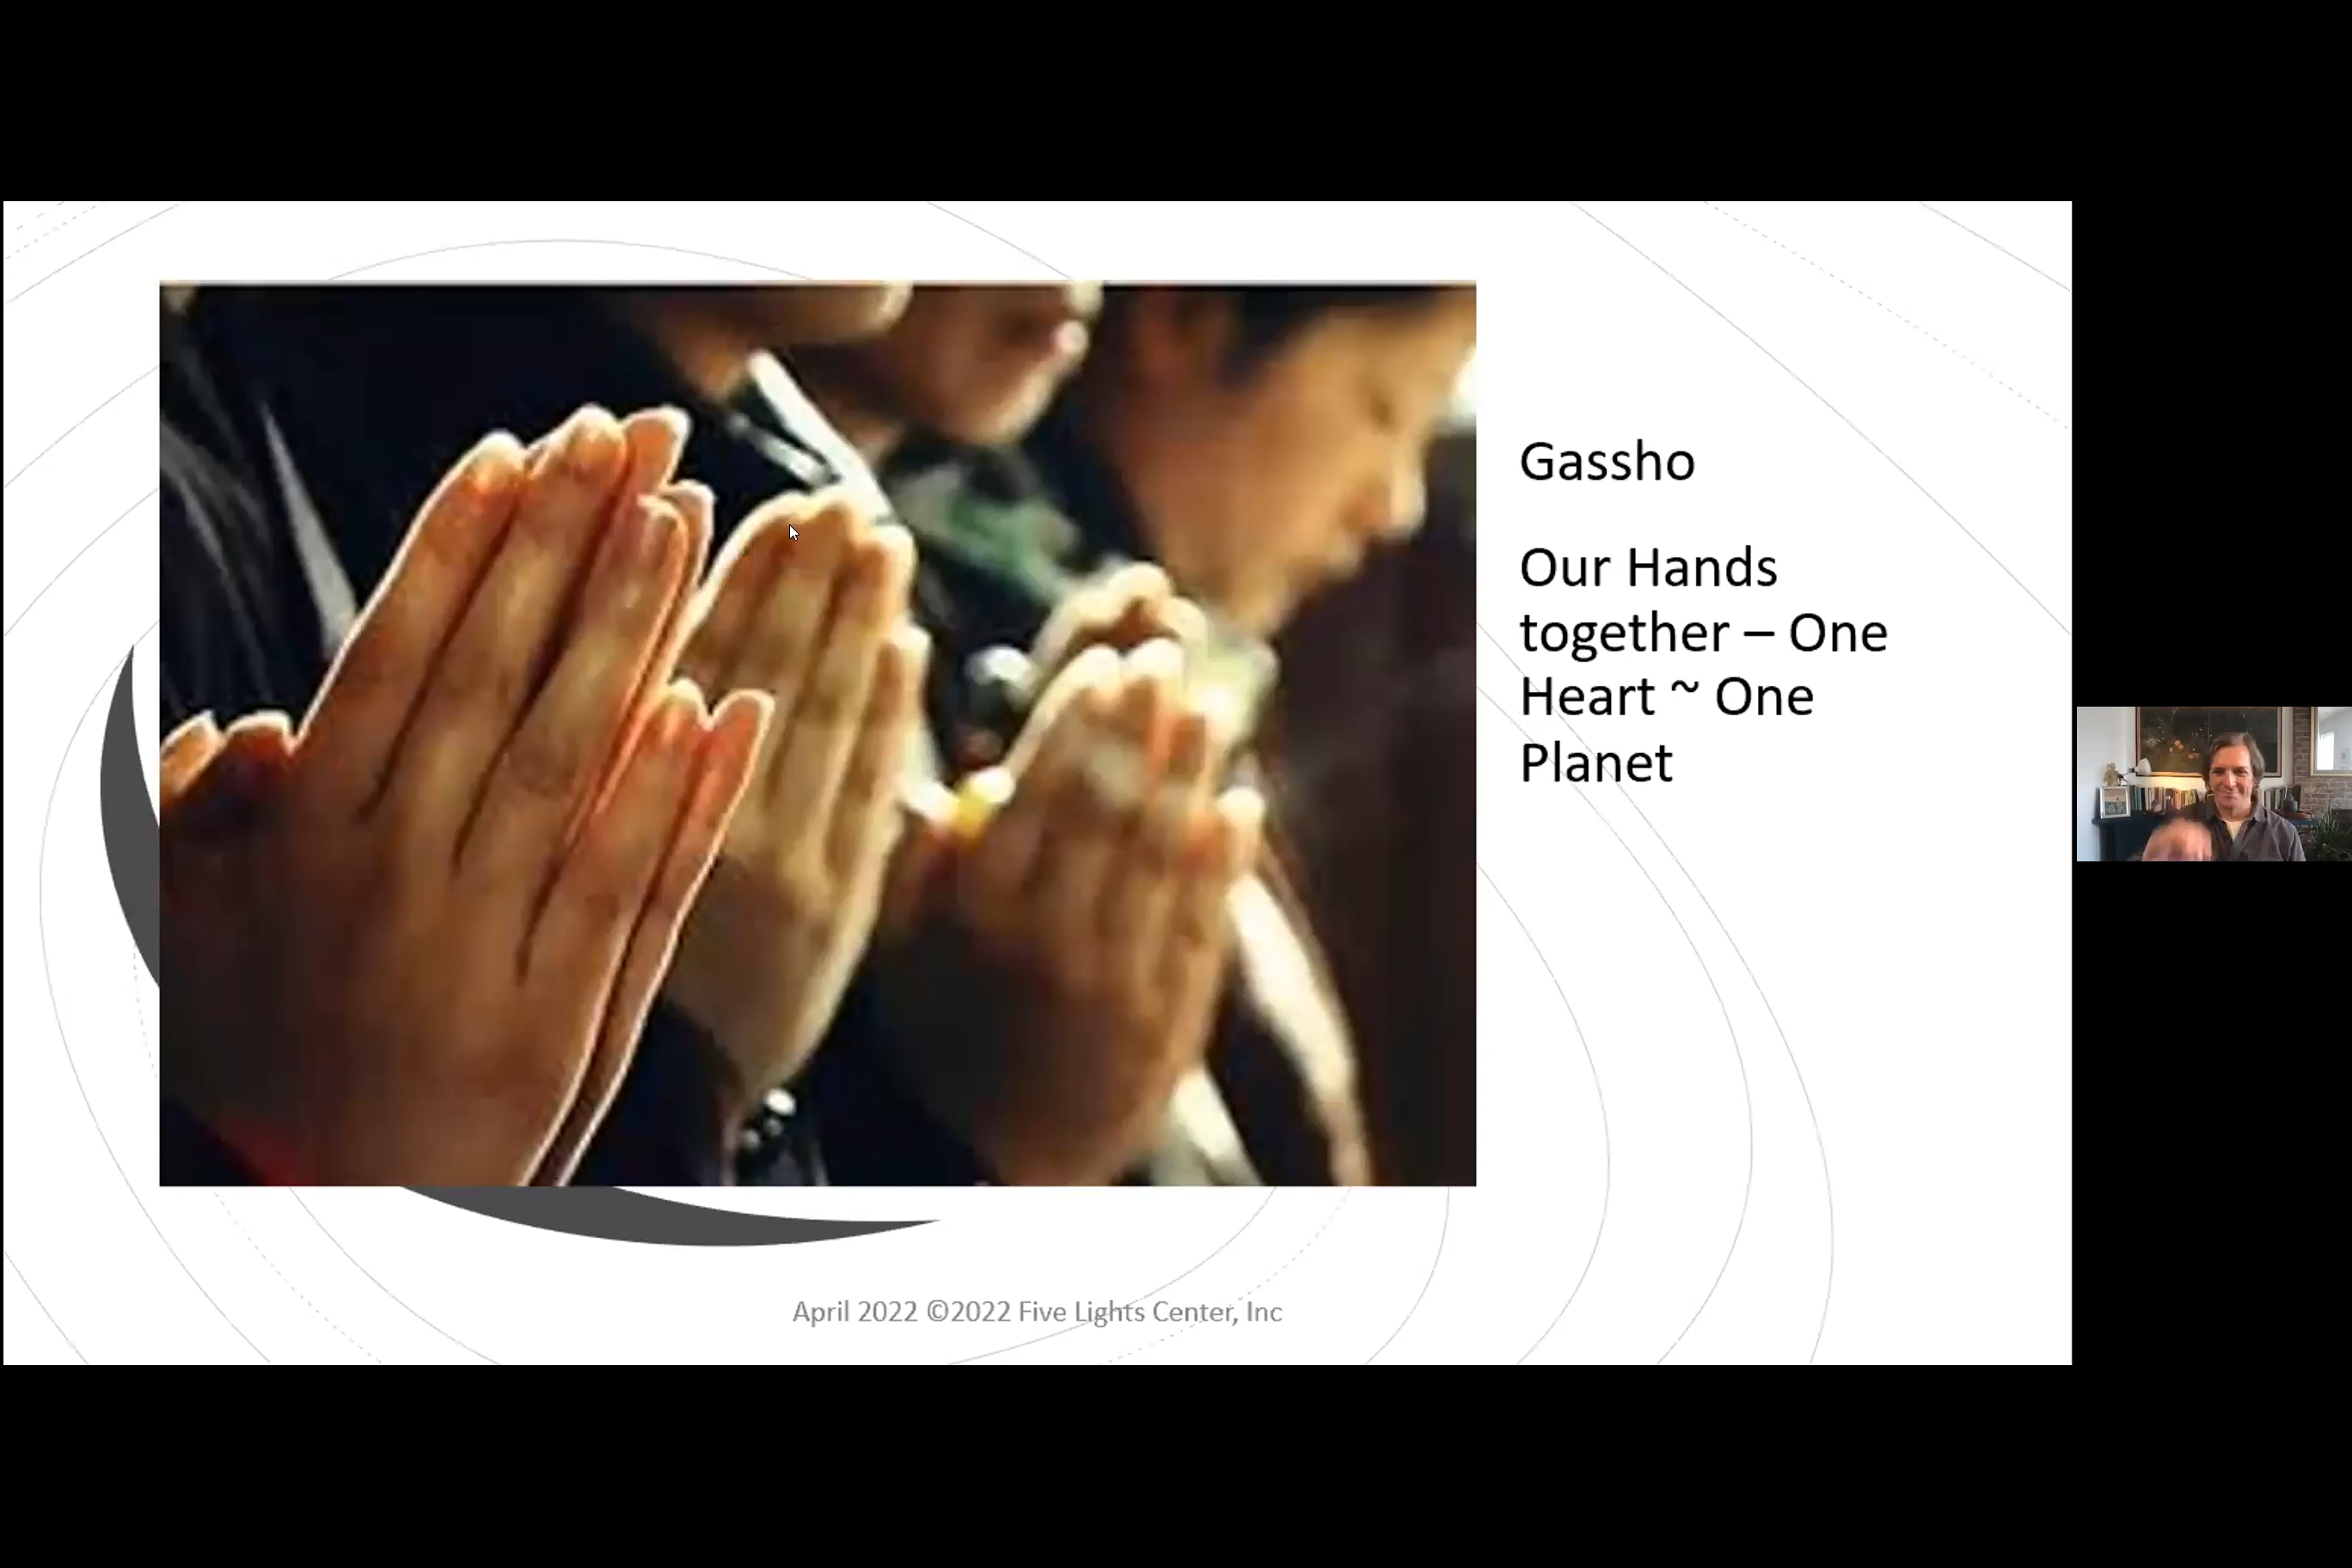 Gassho
Our Hands
together – One
Heart ~ One
Planet
April 2022 ©2022 Five Lights Center, Inc